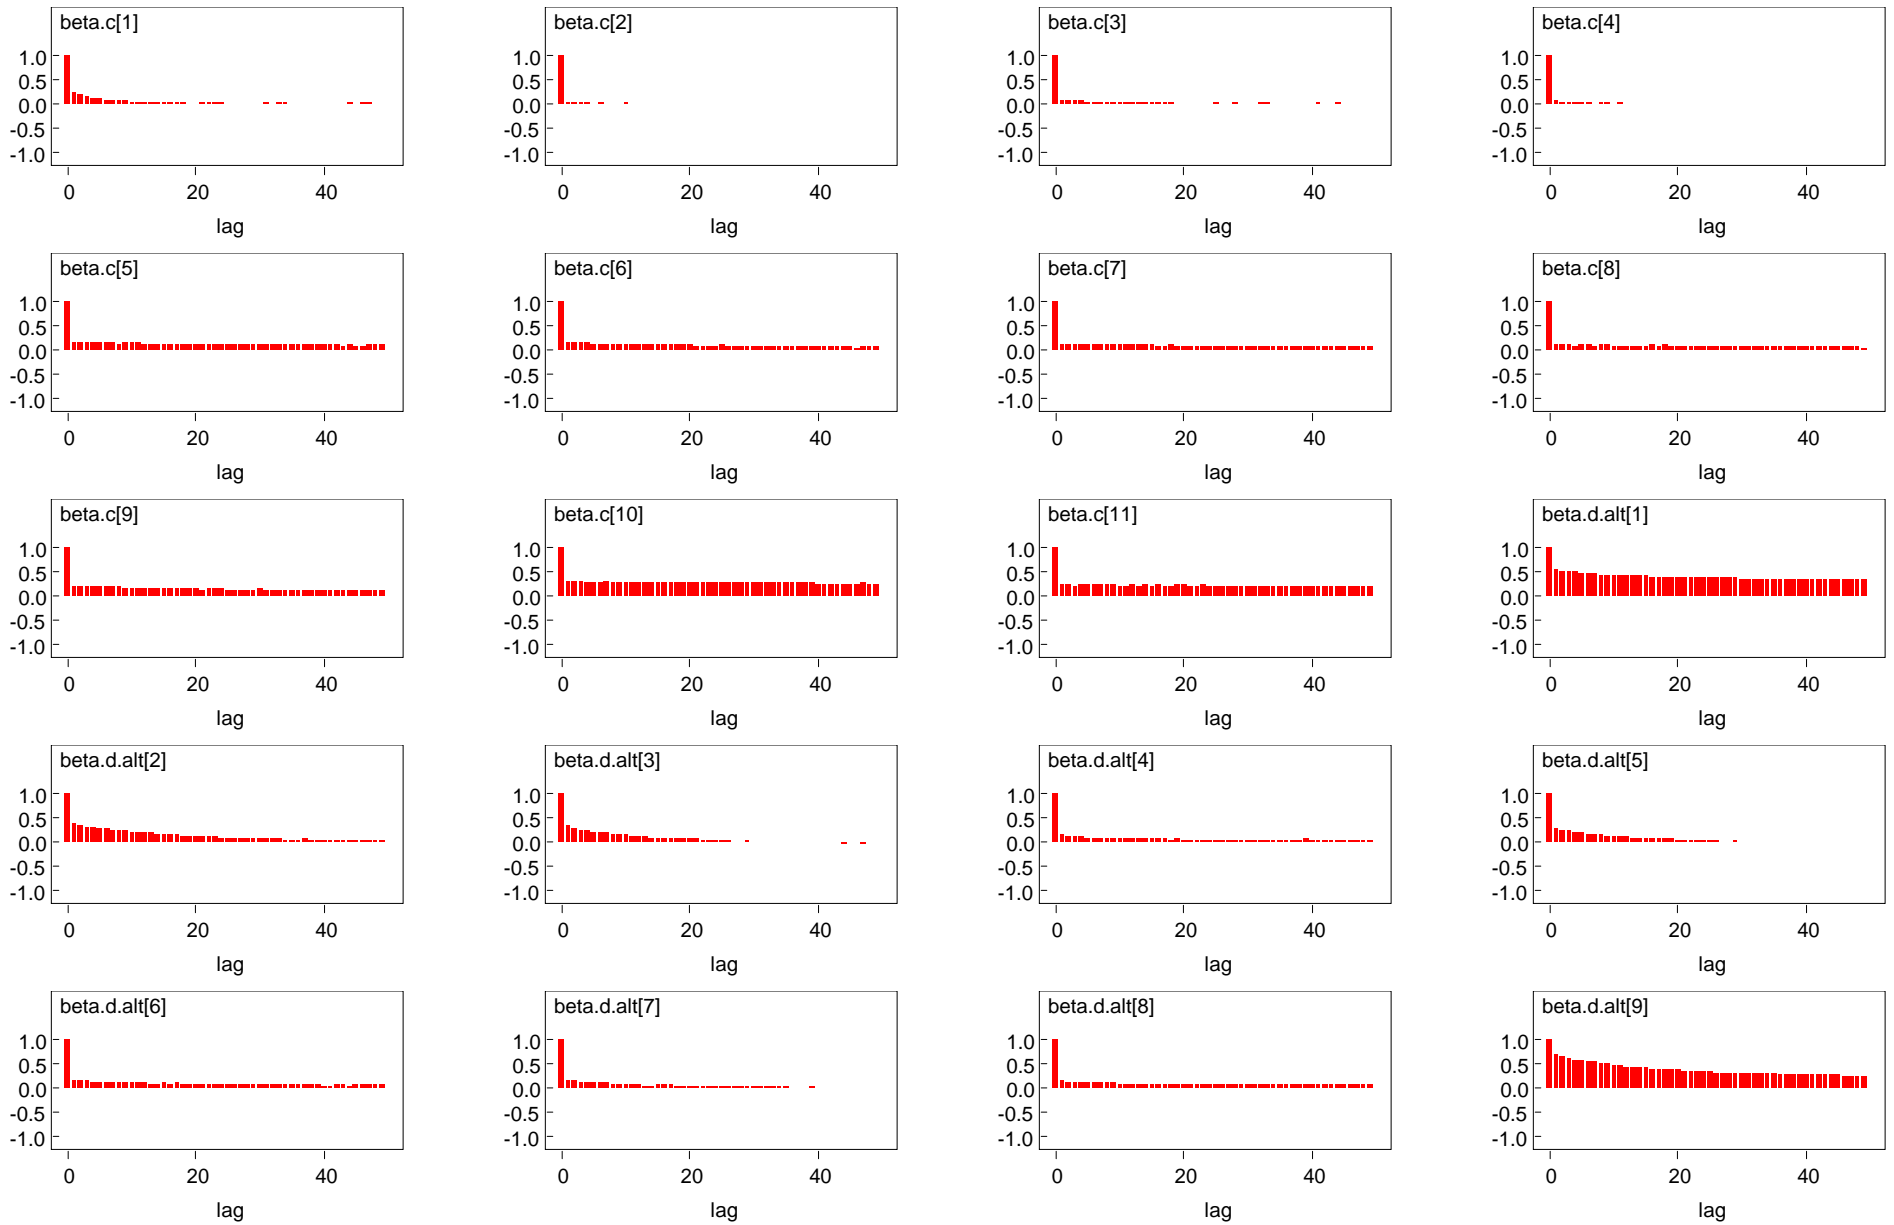 beta.c[1]
1.0
0.5
0.0
-0.5
-1.0
0 20 40
lag
beta.c[2]
1.0
0.5
0.0
-0.5
-1.0
0 20 40
lag
beta.c[3]
1.0
0.5
0.0
-0.5
-1.0
0 20 40
lag
beta.c[4]
1.0
0.5
0.0
-0.5
-1.0
0 20 40
lag
beta.c[5]
1.0
0.5
0.0
-0.5
-1.0
0 20 40
lag
beta.c[6]
1.0
0.5
0.0
-0.5
-1.0
0 20 40
lag
beta.c[7]
1.0
0.5
0.0
-0.5
-1.0
0 20 40
lag
beta.c[8]
1.0
0.5
0.0
-0.5
-1.0
0 20 40
lag
beta.c[9]
1.0
0.5
0.0
-0.5
-1.0
0 20 40
lag
beta.c[10]
1.0
0.5
0.0
-0.5
-1.0
0 20 40
lag
beta.c[11]
1.0
0.5
0.0
-0.5
-1.0
0 20 40
lag
beta.d.alt[1]
1.0
0.5
0.0
-0.5
-1.0
0 20 40
lag
beta.d.alt[2]
1.0
0.5
0.0
-0.5
-1.0
0 20 40
lag
beta.d.alt[3]
1.0
0.5
0.0
-0.5
-1.0
0 20 40
lag
beta.d.alt[4]
1.0
0.5
0.0
-0.5
-1.0
0 20 40
lag
beta.d.alt[5]
1.0
0.5
0.0
-0.5
-1.0
0 20 40
lag
beta.d.alt[6]
1.0
0.5
0.0
-0.5
-1.0
0 20 40
lag
beta.d.alt[7]
1.0
0.5
0.0
-0.5
-1.0
0 20 40
lag
beta.d.alt[8]
1.0
0.5
0.0
-0.5
-1.0
0 20 40
lag
beta.d.alt[9]
1.0
0.5
0.0
-0.5
-1.0
0 20 40
lag